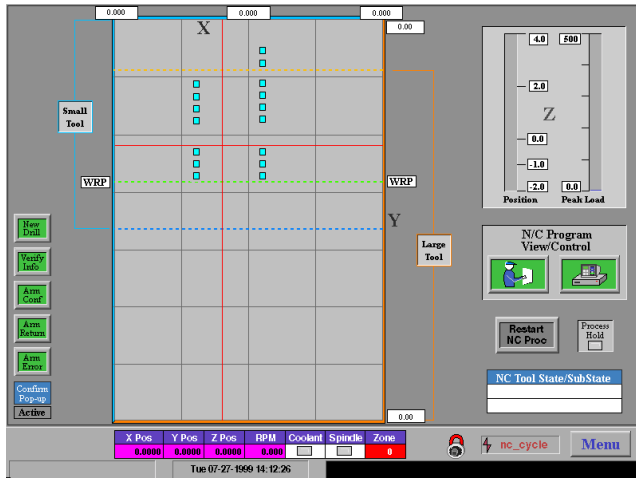 0.000 0.000 0.000
X
0.00
4.0 500
2.0
Z
0.0
-1.0
-2.0 0.0
Position Peak Load
Small
Tool
WRP WRP
Y
Large
Tool
New
Drill
Verify
Info
Arm
Conf
Arm
Return
Arm
Error
Confirm
Pop-up
Active
N/C Program
View/Control
Restart
NC Proc
Process
Hold
NC Tool State/SubState
0.00
X Pos Y Pos Z Pos RPM Coolant Spindle Zone
0.0000 0.0000 0.0000 0.000 0
nc_cycle
Menu
Tue 07-27-1999 14:12:26